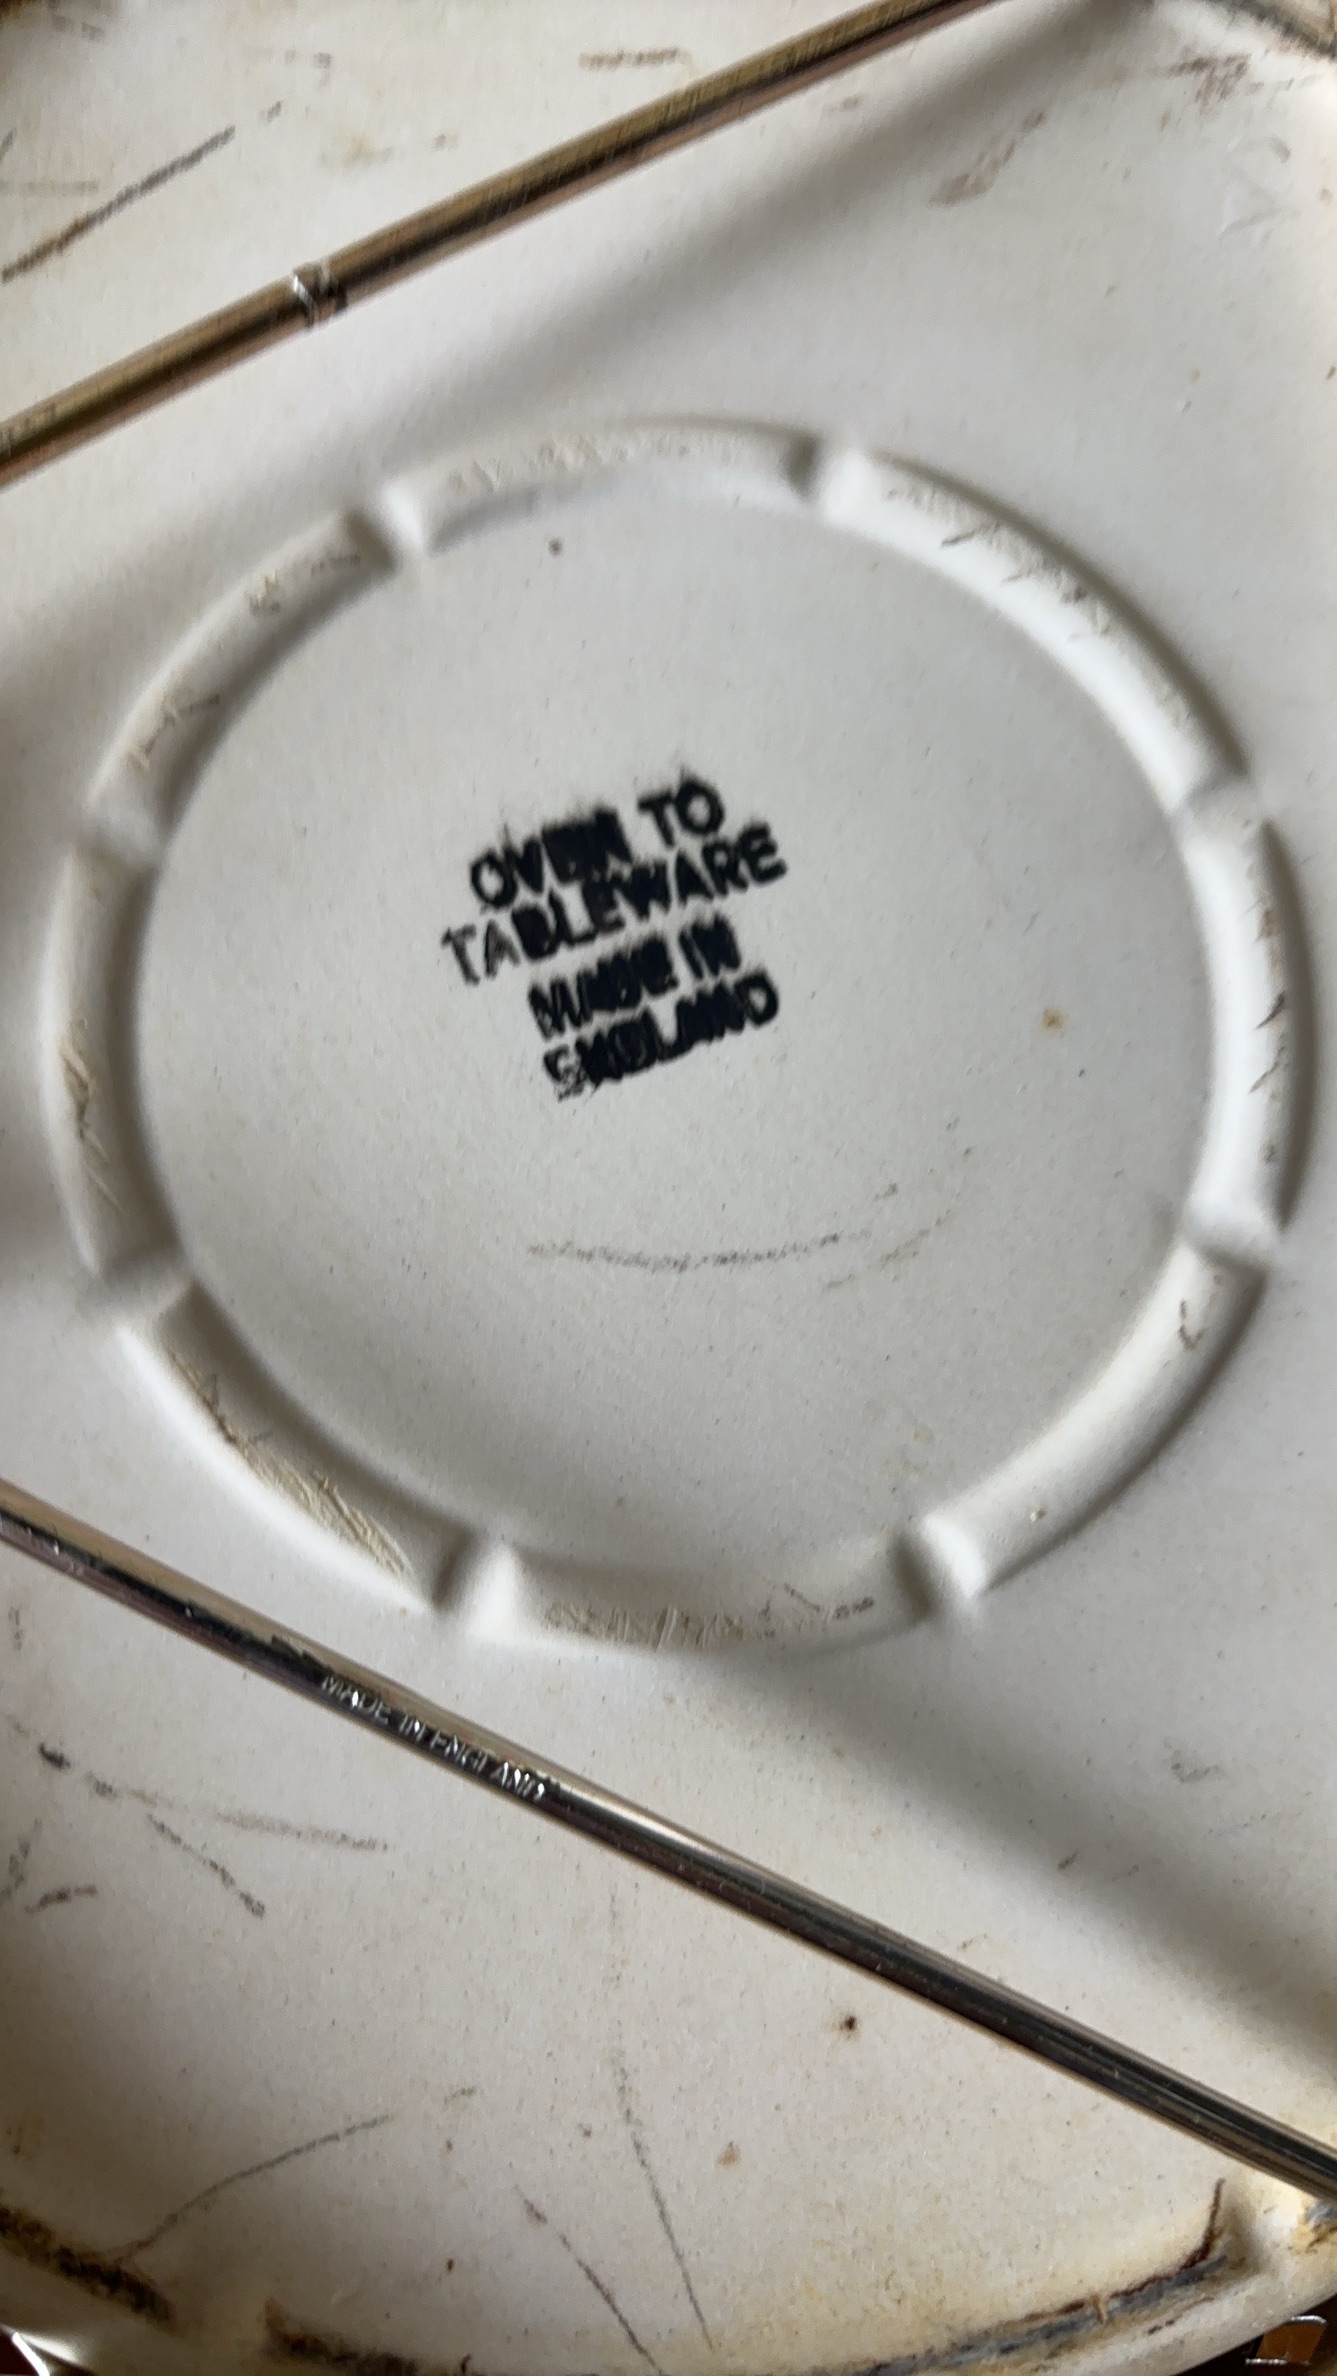 OVEN TO
TABLEWARE
MADE IN
ENGLAND
MADE IN ENGLAND